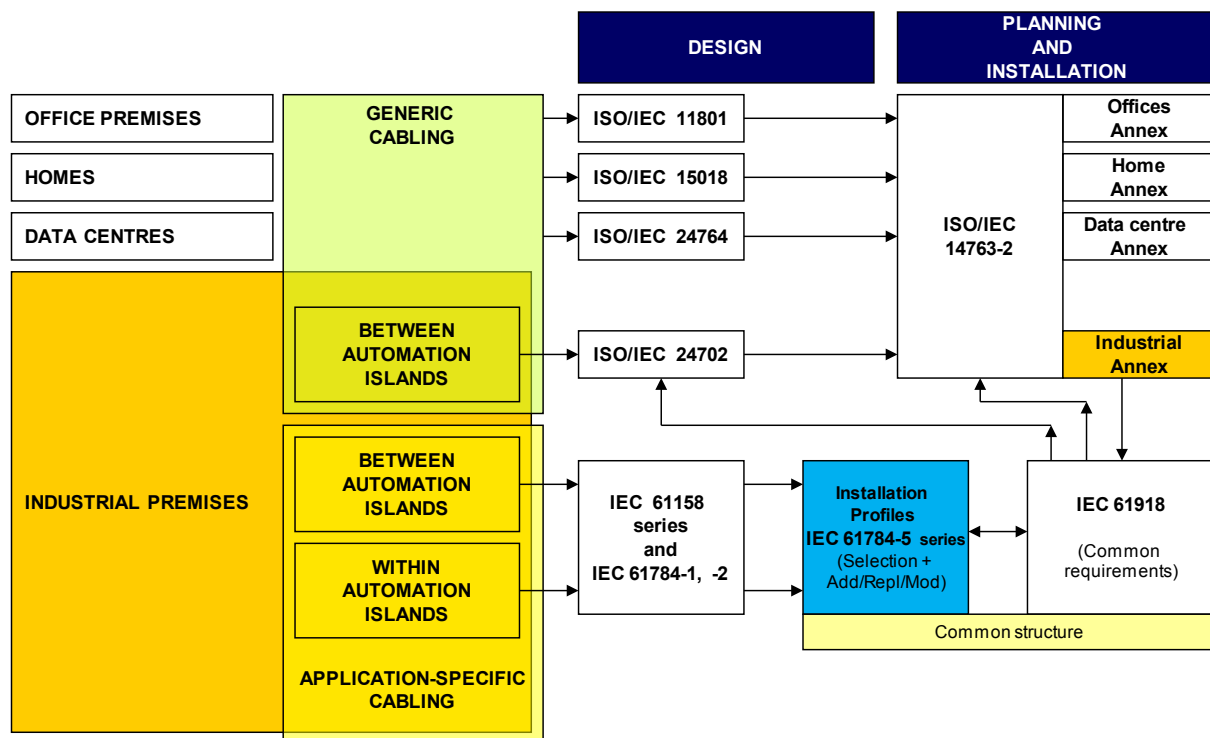 DESIGN
PLANNING
AND
INSTALLATION
OFFICE PREMISES
GENERIC
CABLING
ISO/IEC 11801
Offices
Annex
HOMES
ISO/IEC 15018
Home
Annex
DATA CENTRES
ISO/IEC 24764
ISO/IEC
14763-2
Data centre
Annex
BETWEEN
AUTOMATION
ISLANDS
ISO/IEC 24702
Industrial
Annex
INDUSTRIAL PREMISES
BETWEEN
AUTOMATION
ISLANDS
WITHIN
AUTOMATION
ISLANDS
APPLICATION-SPECIFIC
CABLING
IEC 61158
series
and
IEC 61784-1, -2
Installation
Profiles
IEC 61784-5 series
(Selection +
Add/Repl/Mod)
IEC 61918
(Common
requirements)
Common structure